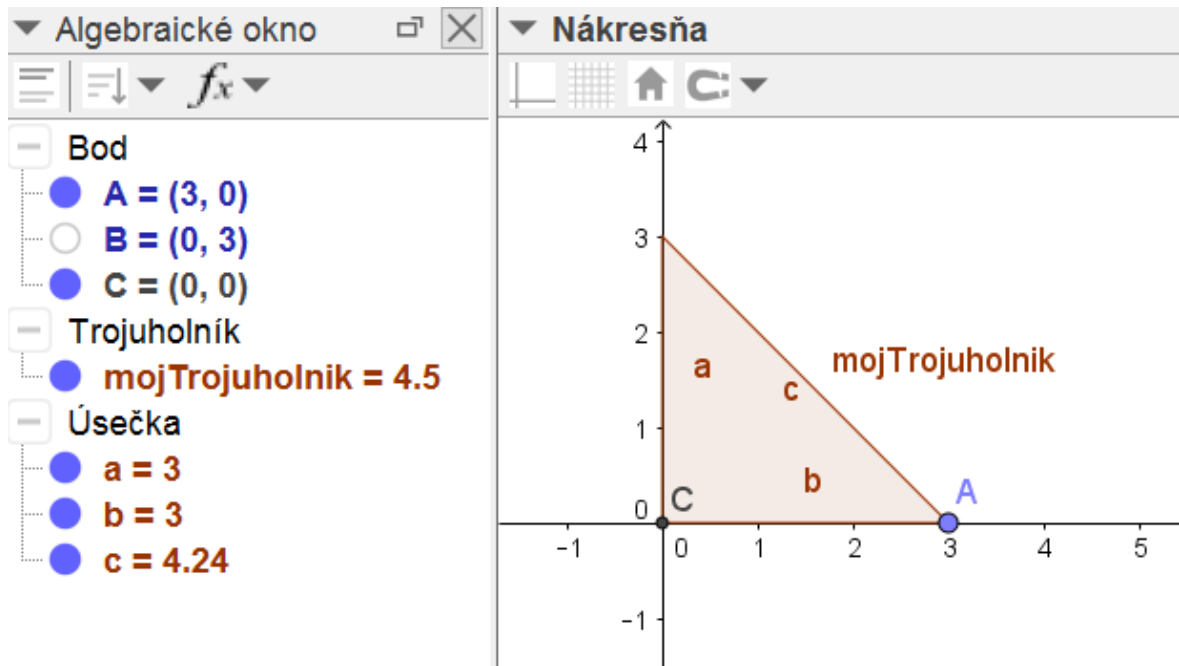 Algebraické okno
fx
Bod
A = (3, 0)
B = (0, 3)
C = (0, 0)
Trojuholník
mojTrojuholnik = 4.5
Úsečka
a = 3
b = 3
c = 4.24
Nákresňa
4
3
2
mojTrojuholnik
a
c
1
b
A
0
C
-1
0
1
2
3
4
5
-1